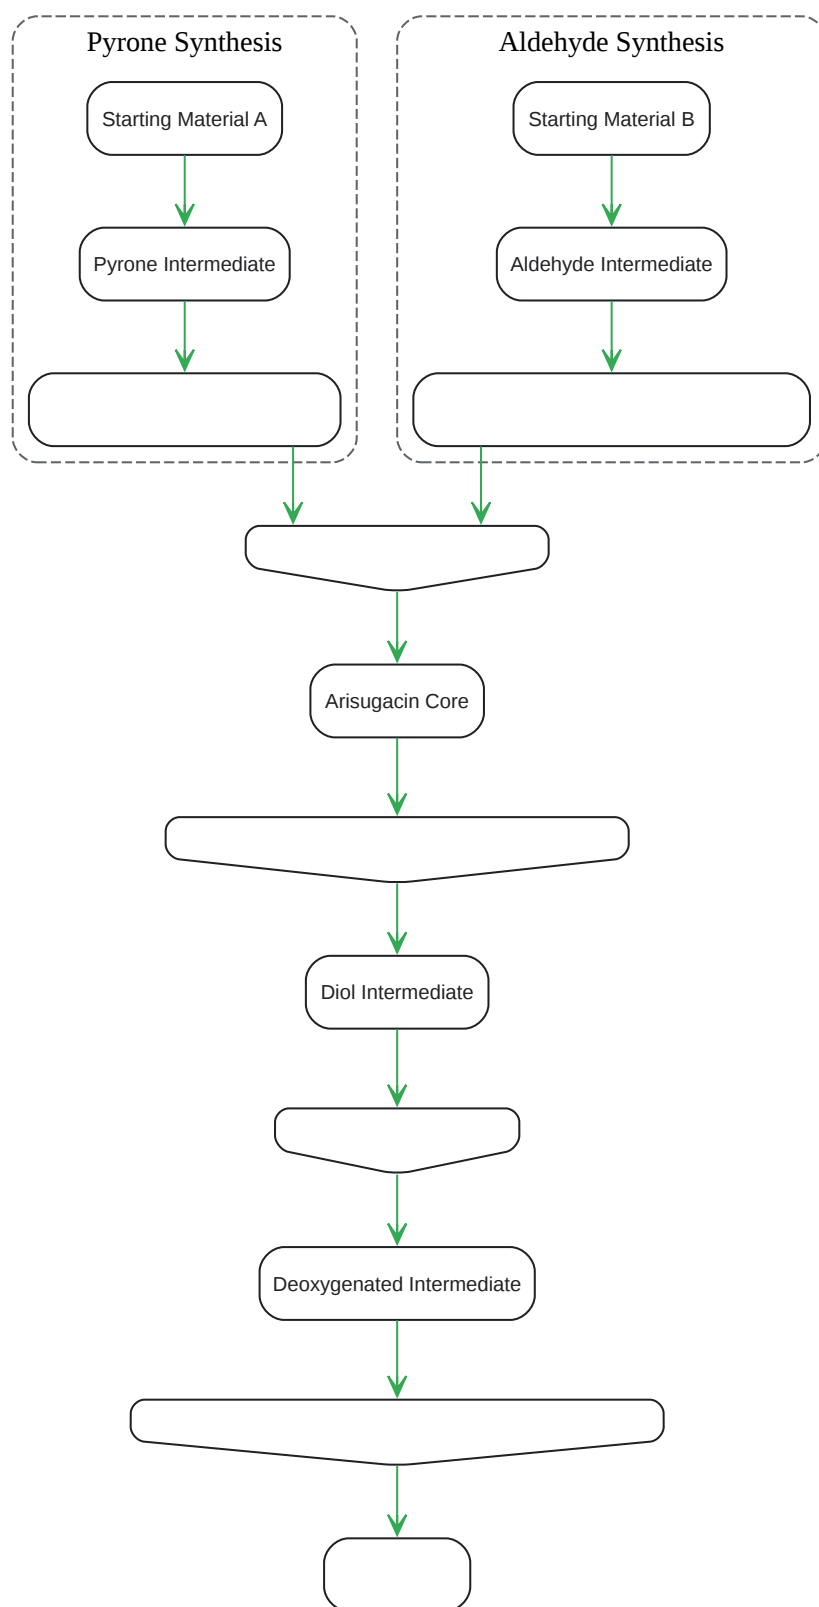 Pyrone Synthesis
Aldehyde Synthesis
Starting Material A
Starting Material B
Pyrone Intermediate
Aldehyde Intermediate
Arisugacin Core
Diol Intermediate
Deoxygenated Intermediate